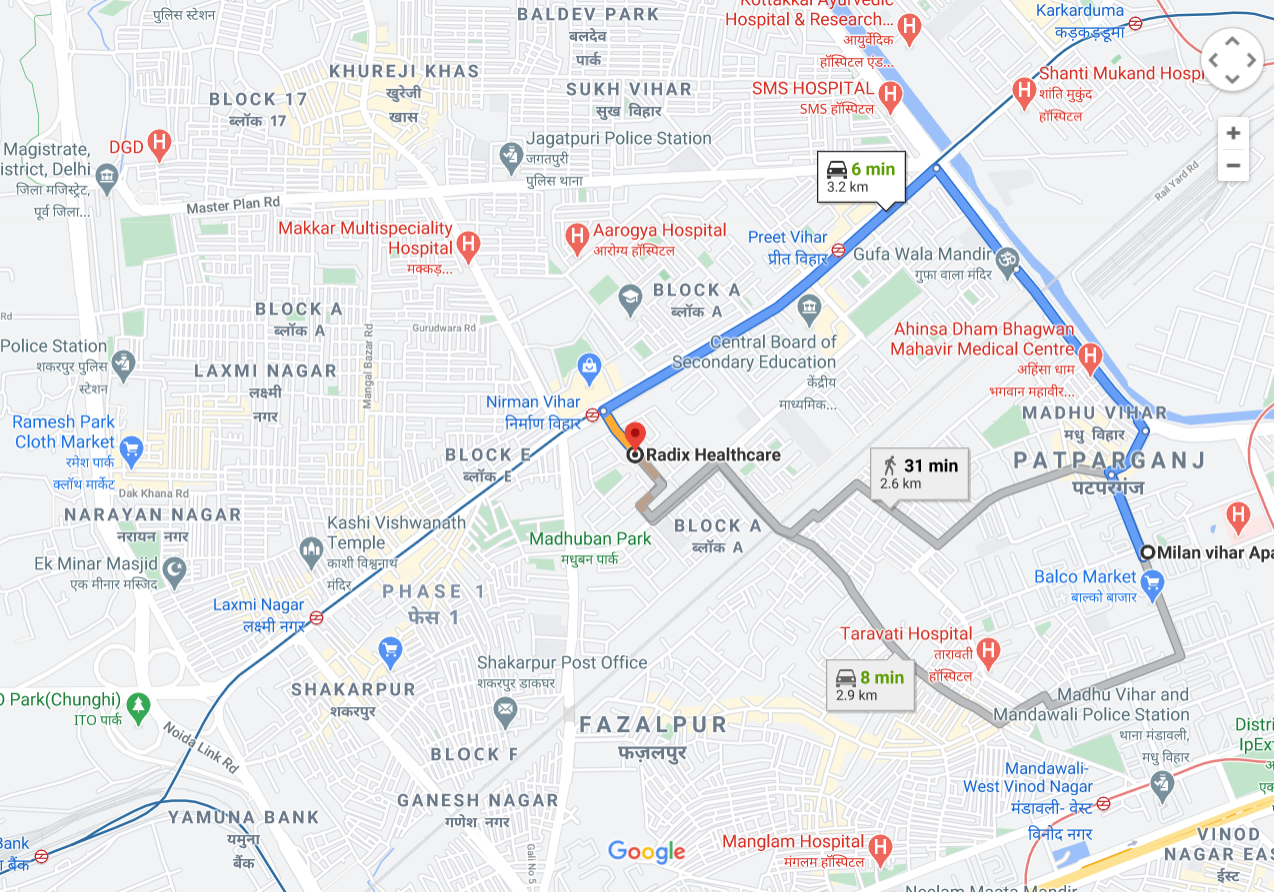 पुलिस स्टेशन
BALDEV PARK
बलदेव
पार्क
Kottakkal Ayurvedic
Hospital & Research...
आयुर्वेदिक
हॉस्पिटल एंड...
Karkarduma
कड़कड़डूमा
KHUREJI KHAS
खुरेजी
खास
BLOCK 17
ब्लॉक 17
SUKH VIHAR
सुख विहार
SMS HOSPITAL
SMS हॉस्पिटल
Shanti Mukand Hospi
शांति मुकुंद
हॉस्पिटल
DGD
Magistrate,
istrict, Delhi
जिला मजिस्ट्रेट,
पूर्व जिला...
Jagatpuri Police Station
जगतपुरी
पुलिस थाना
6 min
3.2 km
Rail Yard Rd
Master Plan Rd
Makkar Multispeciality
Hospital
मक्कड़...
Aarogya Hospital
आरोग्य हॉस्पिटल
Preet Vihar
प्रीत विहार
Gufa Wala Mandir
गुफा वाला मंदिर
BLOCK A
ब्लॉक A
BLOCK A
ब्लॉक A
Rd
Gurudwara Rd
Mangal Bazar Rd
Police Station
शकरपुर पुलिस
स्टेशन
LAXMI NAGAR
लक्ष्मी
नगर
Central Board of
Secondary Education
केंद्रीय
माध्यमिक...
Ahinsa Dham Bhagwan
Mahavir Medical Centre
अहिंसा धाम
भगवान महावीर...
Nirman Vihar
निर्माण विहार
MADHU VIHAR
मधु विहार
Ramesh Park
Cloth Market
रमेश पार्क
क्लॉथ मार्केट
BLOCK E
ब्लॉक E
Radix Healthcare
PATPARGANJ
पटपरगंज
31 min
2.6 km
Dak Khana Rd
NARAYAN NAGAR
नरायन नगर
Kashi Vishwanath
Temple
काशी विश्वनाथ
मंदिर
Madhuban Park
मधुबन पार्क
BLOCK A
ब्लॉक A
Milan vihar Apa
Ek Minar Masjid
एक मीनार मस्जिद
Balco Market
बाल्को बाजार
PHASE 1
फेस 1
Laxmi Nagar
लक्ष्मी नगर
Taravati Hospital
तारावती
हॉस्पिटल
8 min
2.9 km
Shakarpur Post Office
शकरपुर डाकघर
SHAKARPUR
शकरपुर
O Park(Chunghi)
ITO पार्क
Noida Link Rd
FAZALPUR
फज़लपुर
Madhu Vihar and
Mandawali Police Station
थाना मंडावली,
मधु विहार
Distri
IpEx
BLOCK F
Mandawali-
West Vinod Nagar
मंडावली- वेस्ट
विनोद नगर
GANESH NAGAR
गणेश नगर
YAMUNA BANK
यमुना
बैंक
Bank
बैंक
Gali No 5
Google
Manglam Hospital
मंगलम हॉस्पिटल
VINOD
NAGAR EAS
ईस्ट
Neelam Maata Mandir